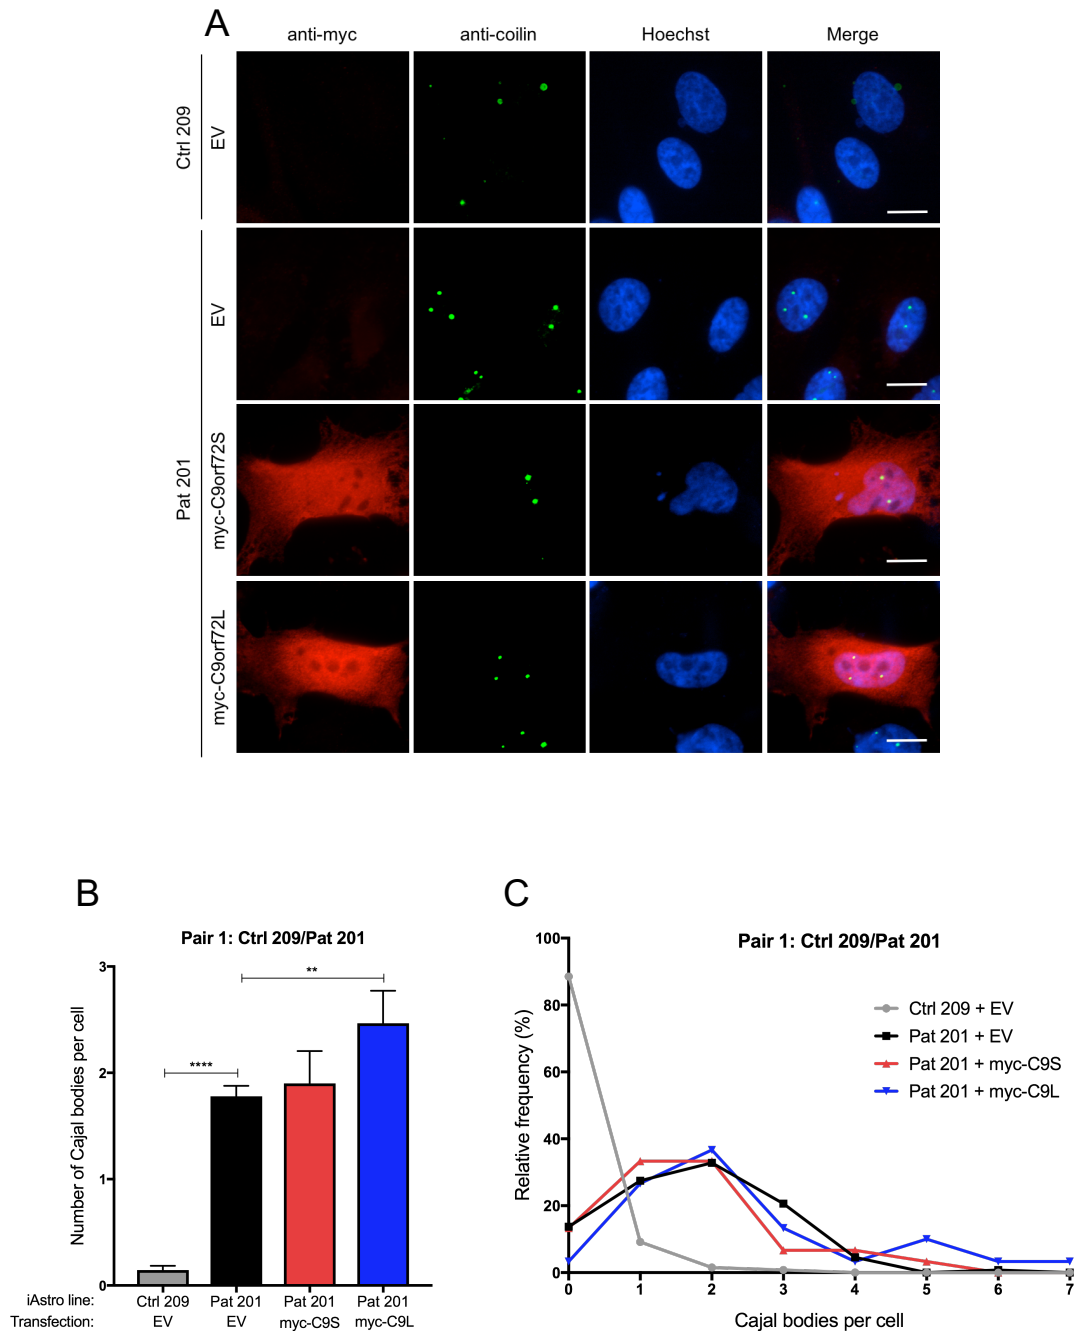 A
anti-myc anti-coilin Hoechst Merge
Ctrl 209
EV
Pat 201
EV
myc-C9orf72S
myc-C9orf72L
B
Pair 1: Ctrl 209/Pat 201
Number of Cajal bodies per cell
3
2
1
0
****
**
iAstro line: Ctrl 209 Pat 201 Pat 201 Pat 201
Transfection: EV EV myc-C9S myc-C9L
C
Pair 1: Ctrl 209/Pat 201
Relative frequency (%)
100
80
60
40
20
0
Ctrl 209 + EV
Pat 201 + EV
Pat 201 + myc-C9S
Pat 201 + myc-C9L
0 1 2 3 4 5 6 7
Cajal bodies per cell